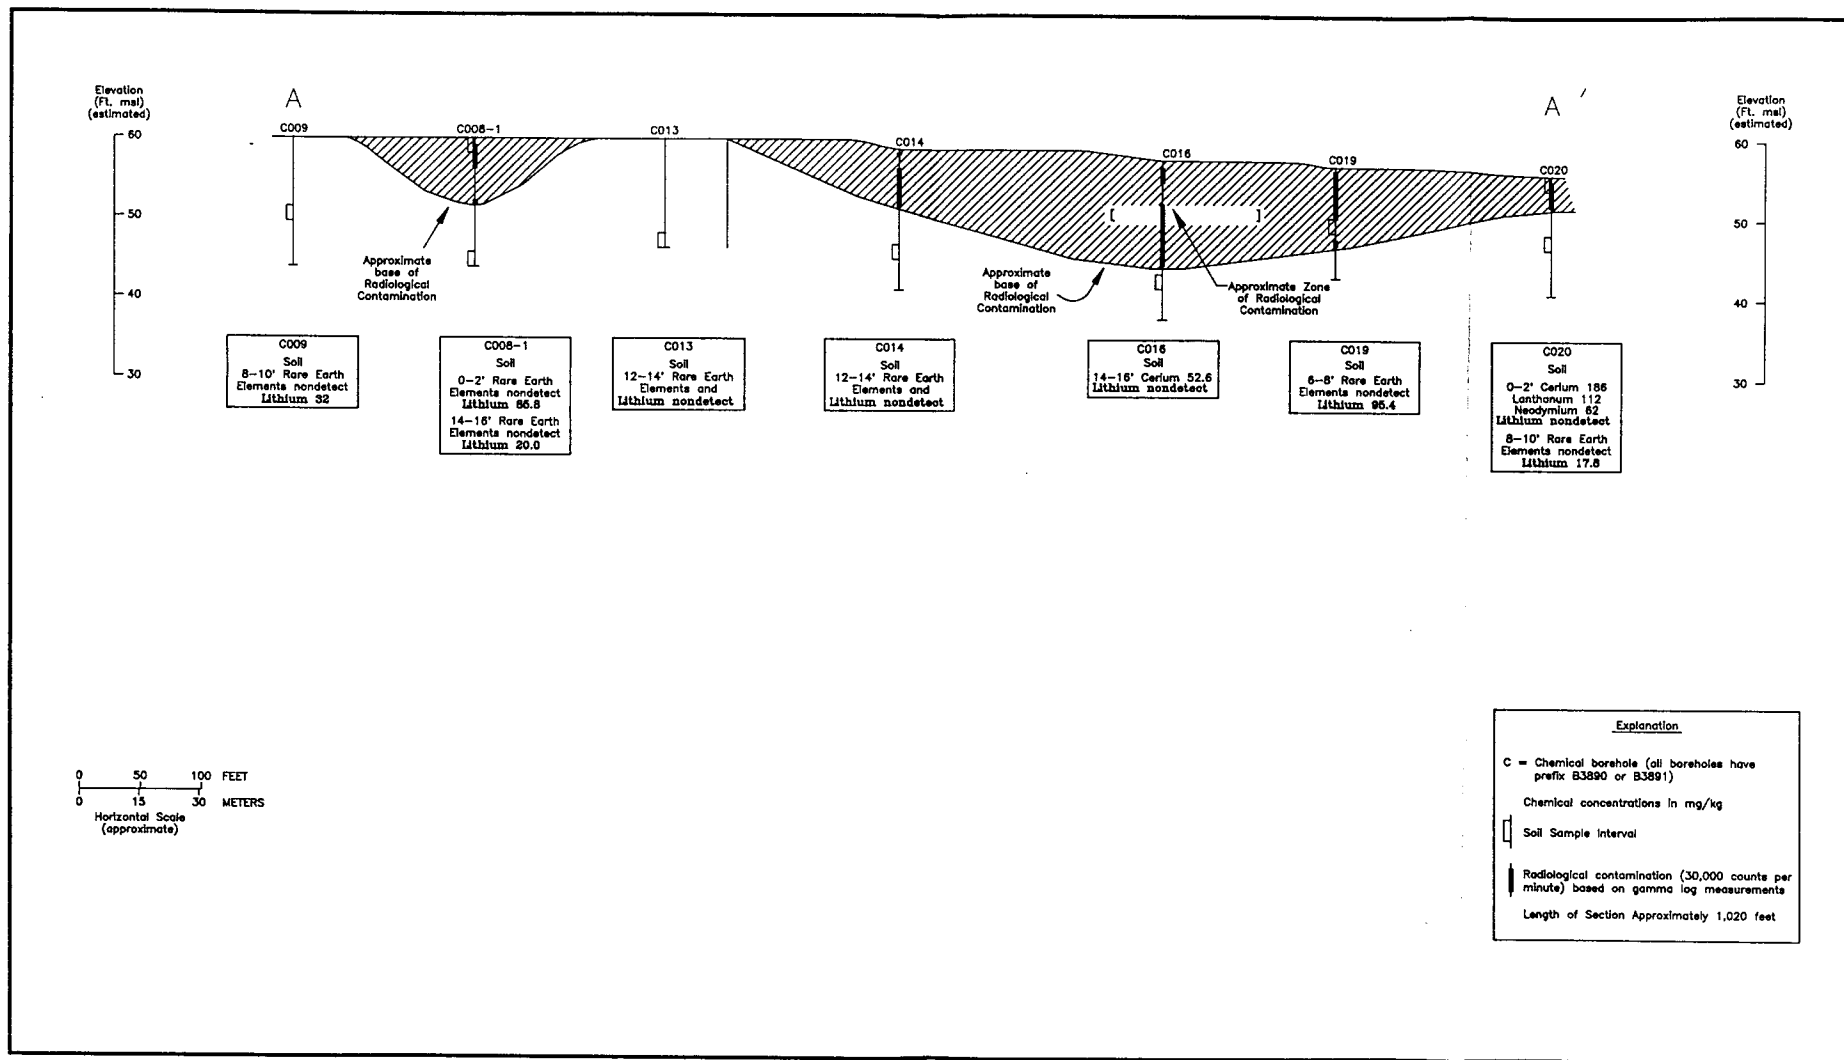 Elevation
(Ft. msl)
(estimated)
60
50
40
30
A
A ′
Elevation
(Ft. msl)
(estimated)
60
50
40
30
C009
C008-1
C013
C014
C016
C019
C020
[ ]
Approximate
base of
Radiological
Contamination
Approximate
base of
Radiological
Contamination
Approximate Zone
of Radiological
Contamination
C009
Soil
8-10' Rare Earth
Elements nondetect
Lithium 32
C008-1
Soil
0-2' Rare Earth
Elements nondetect
Lithium
14-16' Rare Earth
Elements nondetect
Lithium 20.0
C013
Soil
12-14' Rare Earth
Elements and
Lithium nondetect
C014
Soil
12-14' Rare Earth
Elements and
Lithium nondetect
C016
Soil
14-16' Cerium 52.6
Lithium nondetect
C019
Soil
6-8' Rare Earth
Elements nondetect
Lithium 95.4
C020
Soil
0-2' Cerium 186
Lanthanum 112
Neodymium 62
Lithium nondetect
8-10' Rare Earth
Elements nondetect
Lithium
0 50 100 FEET
0 15 30 METERS
Horizontal Scale
(approximate)
Explanation
C = Chemical borehole (all boreholes have
prefix B3890 or B3891)
Chemical concentrations in mg/kg
Soil Sample Interval
Radiological contamination (30,000 counts per
minute) based on gamma log measurements
Length of Section Approximately 1,020 feet